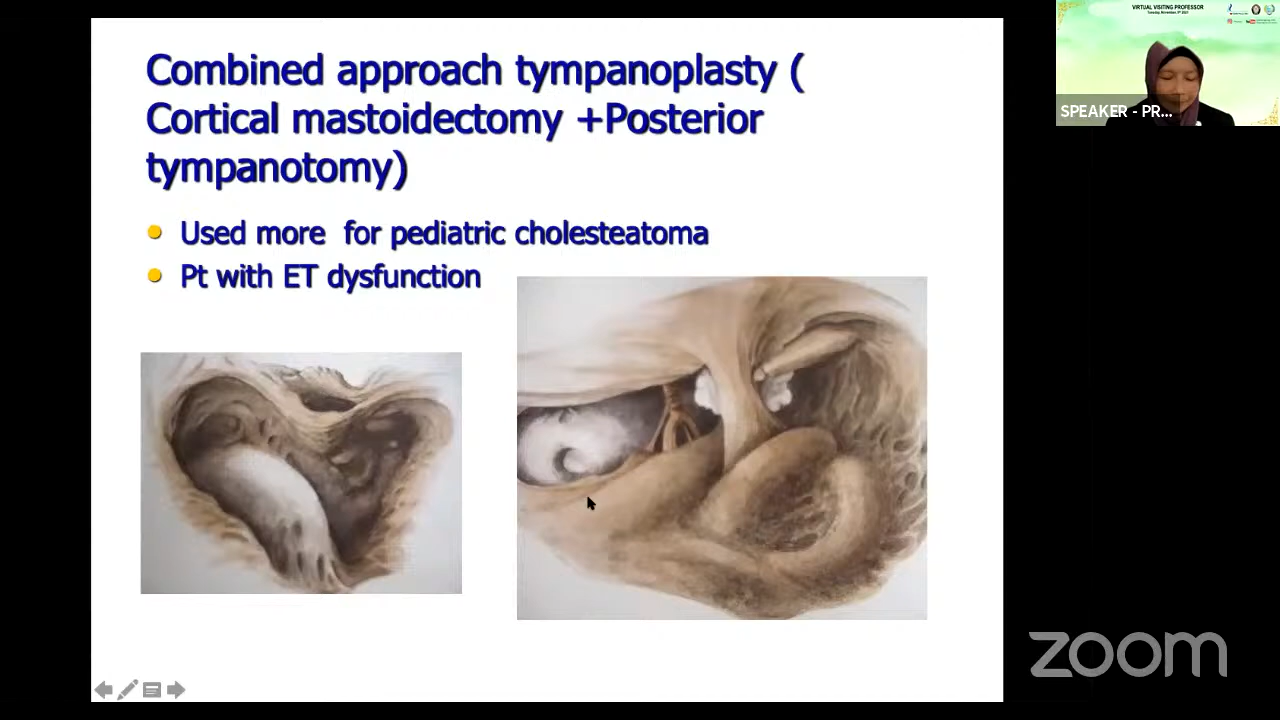 Combined approach tympanoplasty (
Cortical mastoidectomy +Posterior
tympanotomy)
Used more for pediatric cholesteatoma
Pt with ET dysfunction
VIRTUAL VISITING PROFESSOR
SPEAKER - PR...
zoom